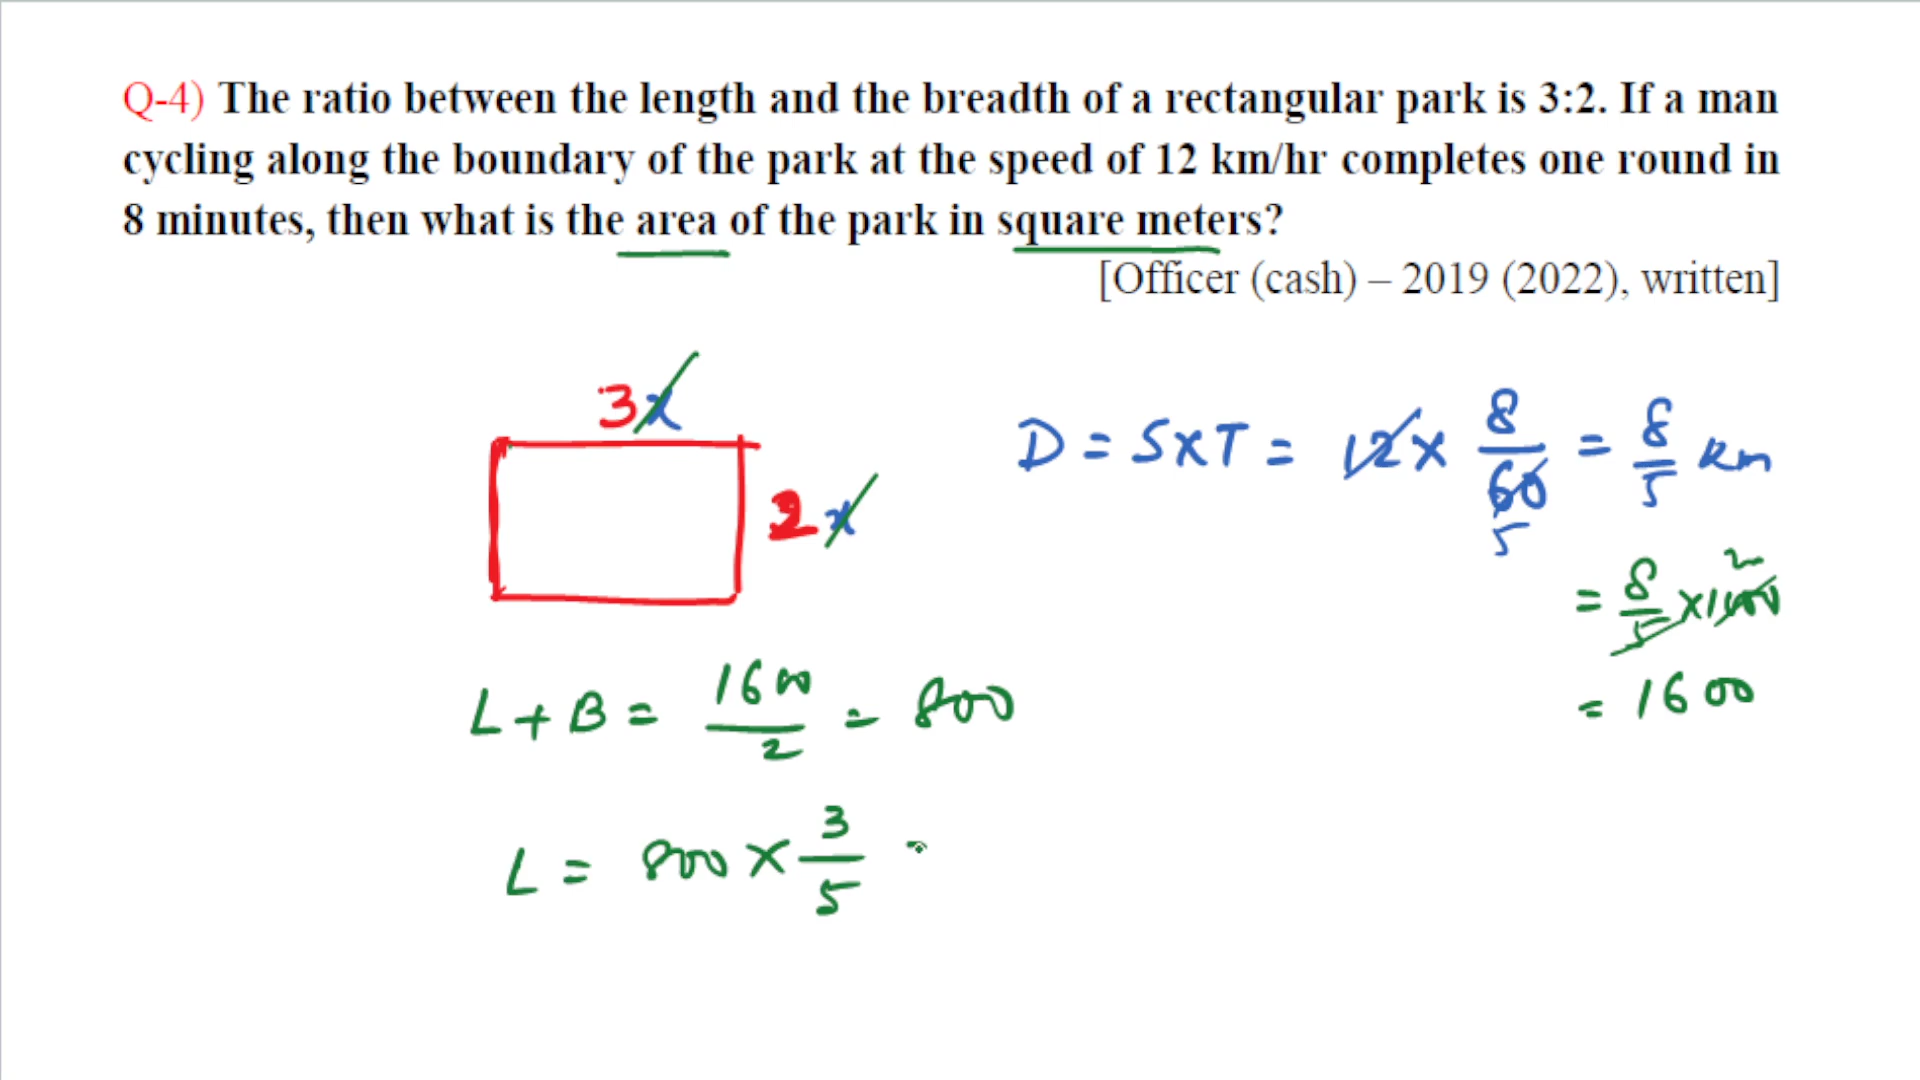 Q-4) The ratio between the length and the breadth of a rectangular park is 3:2. If a man
cycling along the boundary of the park at the speed of 12 km/hr completes one round in
8 minutes, then what is the area of the park in square meters?
[Officer (cash) – 2019 (2022), written]
3x
2x
D = S×T = 12 × 8/60 = 8/5 km
5
2
= 8/5 ×1000
= 1600
L+B = 1600/2 = 800
L = 800 × 3/5